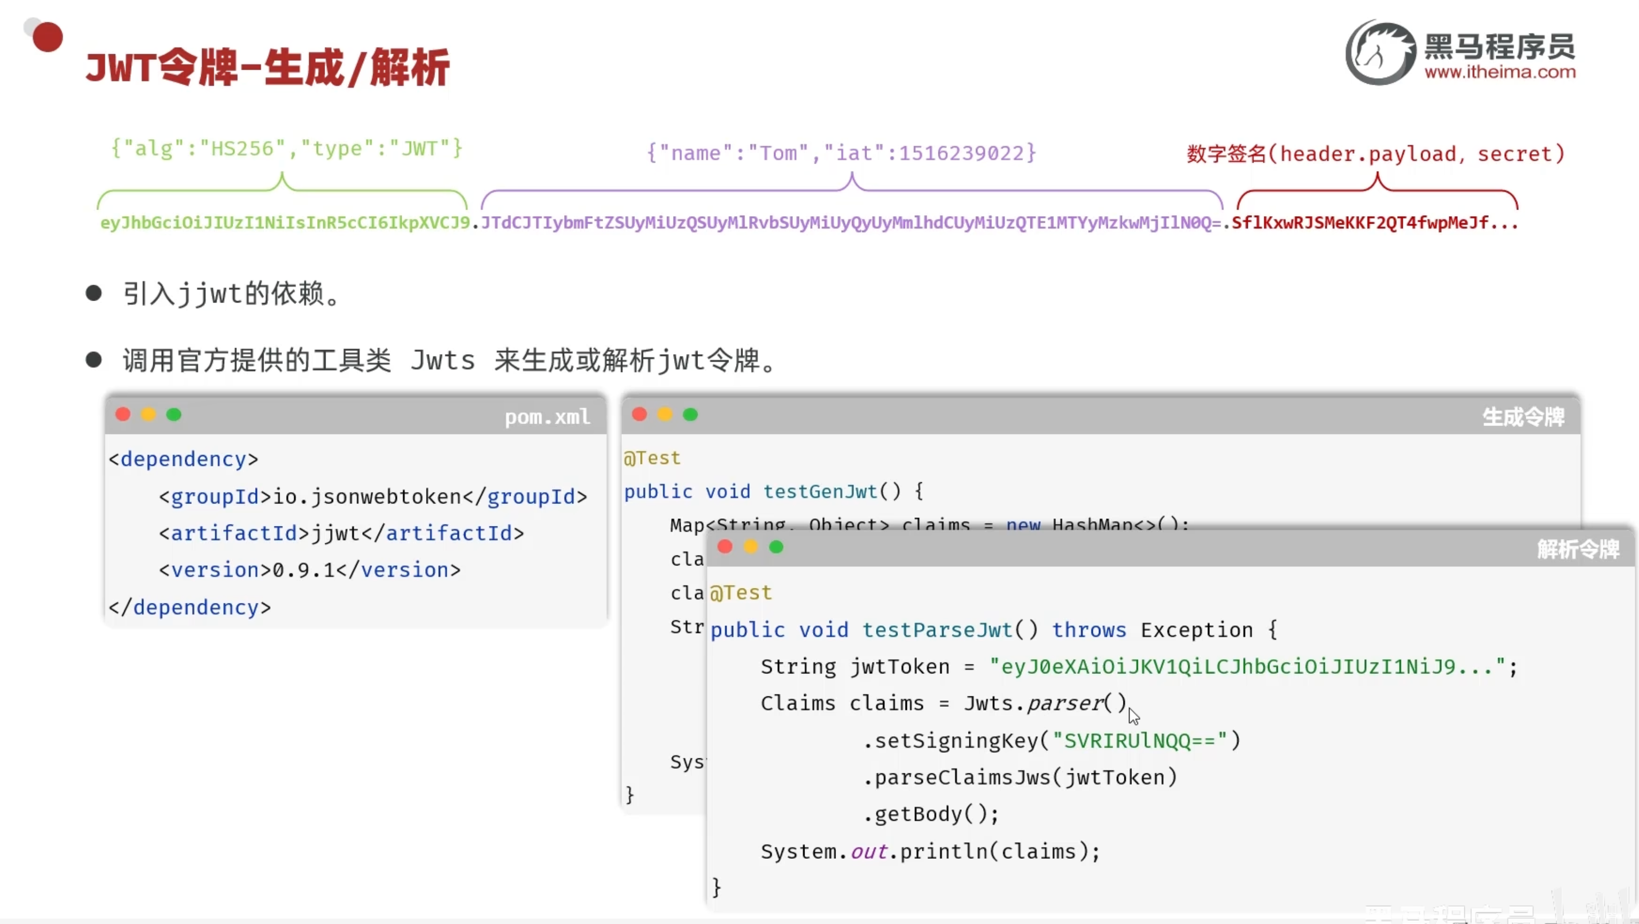 JWT令牌-生成/解析
黑马程序员
www.itheima.com
{"alg":"HS256","type":"JWT"}
{"name":"Tom","iat":1516239022}
数字签名(header.payload, secret)
eyJhbGciOiJIUzI1NiIsInR5cCI6IkpXVCJ9.JTdCJTIybmFtZSUyMiUzQSUyMlRvbSUyMiUyQyUyMmlhdCUyMiUzQTE1MTYyMzkwMjIlN0Q=.SflKxwRJSMeKKF2QT4fwpMeJf...
● 引入jjwt的依赖。
● 调用官方提供的工具类 Jwts 来生成或解析jwt令牌。
pom.xml
<dependency>
<groupId>io.jsonwebtoken</groupId>
<artifactId>jjwt</artifactId>
<version>0.9.1</version>
</dependency>
生成令牌
@Test
public void testGenJwt() {
Map<String, Object> claims = new HashMap<>();
cla
cla
Str
Sys
}
解析令牌
@Test
public void testParseJwt() throws Exception {
String jwtToken = "eyJ0eXAiOiJKV1QiLCJhbGciOiJIUzI1NiJ9...";
Claims claims = Jwts.parser()
.setSigningKey("SVRIRUlNQQ==")
.parseClaimsJws(jwtToken)
.getBody();
System.out.println(claims);
}
黑马程序员